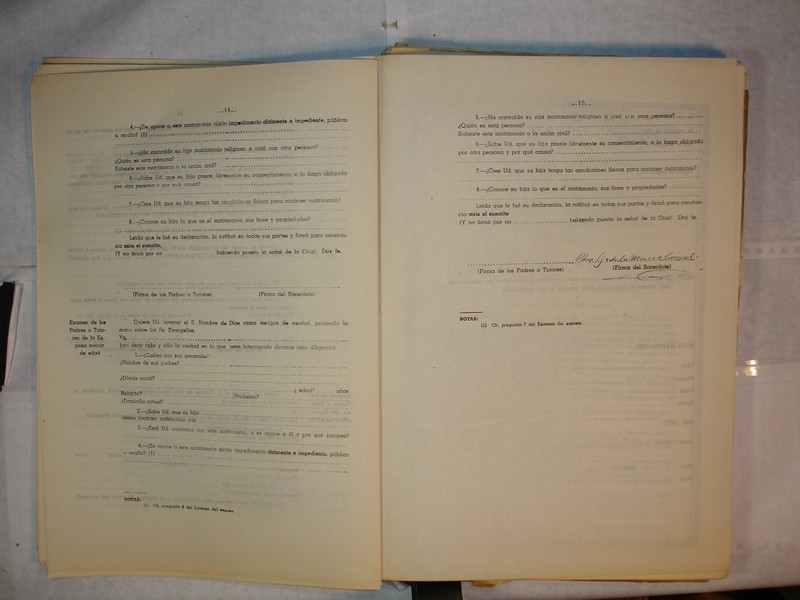 ..14..
4.—¿Se opone a este matrimonio algún impedimento dirimente o impediente, público
u oculto? (1)
5.—¿Ha contraído su hija matrimonio religioso o civil con otra persona?
¿Quién es esta persona?
Subsiste este matrimonio o la unión civil?
6.—¿Sabe Ud. que su hijo preste libremente su consentimiento, o lo haga obligado
por otra persona y por qué causa?
7.—¿Cree Ud. que su hijo tenga las condiciones físicas para contraer matrimonio?
8.—¿Conoce su hijo lo que es el matrimonio, sus fines y propiedades?
Leída que le fué su declaración, la ratificó en todas sus partes y firmó para constan-
cia ante el suscrito,
(Y no firmó por no habiendo puesto la señal de la Cruz). Doy fe.
(Firma de los Padres o Tutores) (Firma del Sacerdote)
Examen de los
Padres o Tuto-
res de la Es-
posa menor
de edad
Quiere Ud. invocar el S. Nombre de Dios como testigo de verdad, poniendo la
mano sobre los Ss. Evangelios.
Yo,
juro decir toda y sólo la verdad en lo que seré interrogado durante esta diligencia
1.—¿Cuáles son sus generales?
¿Nombre de sus padres?
¿Dónde nació?
¿ edad? años
Religión? ¿Profesión?
¿Domicilio actual?
2.—¿Sabe Ud. que su hija
desea contraer matrimonio con
3.—¿Está Ud. conforme con este matrimonio, o se opone a él y por qué razones?
4.—¿Se opone a este matrimonio algún impedimento dirimente o impediente, público
u oculto? (1)
NOTAS:
(1) Cfr. pregunta 8 del Examen del esposo.
..15..
5.—¿Ha contraído su hija matrimonio religioso o civil con otra persona?
¿Quién es esta persona?
Subsiste este matrimonio o la unión civil?
6.—¿Sabe Ud. que su hija preste libremente su consentimiento, o lo haga obligada
por otra persona y por qué causa?
7.—¿Cree Ud. que su hija tenga las condiciones físicas para contraer matrimonio?
8.—¿Conoce su hija lo que es el matrimonio, sus fines y propiedades?
Leída que le fué su declaración, la ratificó en todas sus partes y firmó para constan-
cia ante el suscrito
(Y no firmó por no habiendo puesto la señal de la Cruz). Doy fe.
(Firma de los Padres o Tutores) (Firma del Sacerdote)
NOTAS:
(1) Cfr. pregunta 7 del Examen del esposo.